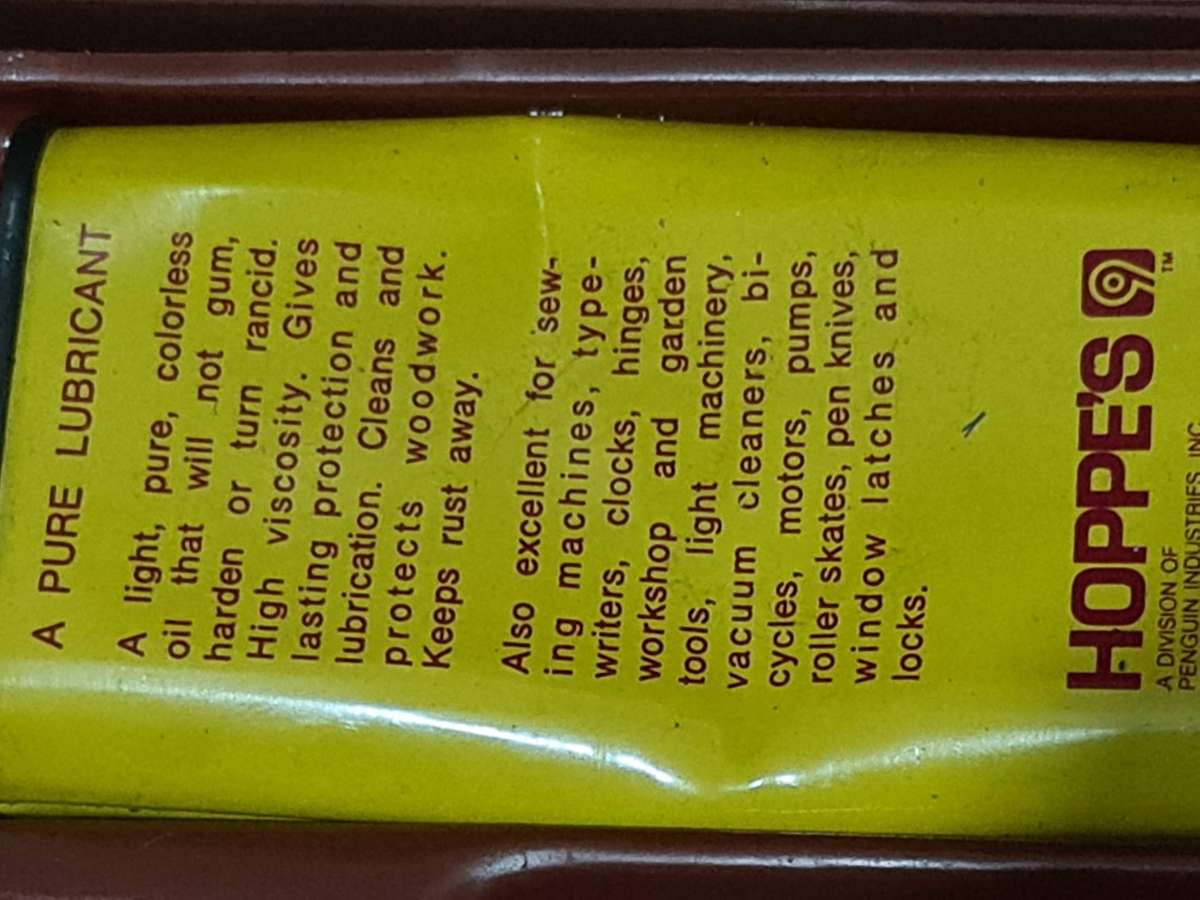 A PURE LUBRICANT
A light, pure, colorless
oil that will not gum,
harden or turn rancid.
High viscosity. Gives
lasting protection and
lubrication. Cleans and
protects woodwork.
Keeps rust away.
Also excellent for sew-
ing machines, type-
writers, clocks, hinges,
workshop and garden
tools, light machinery,
vacuum cleaners, bi-
cycles, motors, pumps,
roller skates, pen knives,
window latches and
locks.
HOPPE'S 9 ™
A DIVISION OF
PENGUIN INDUSTRIES, INC.